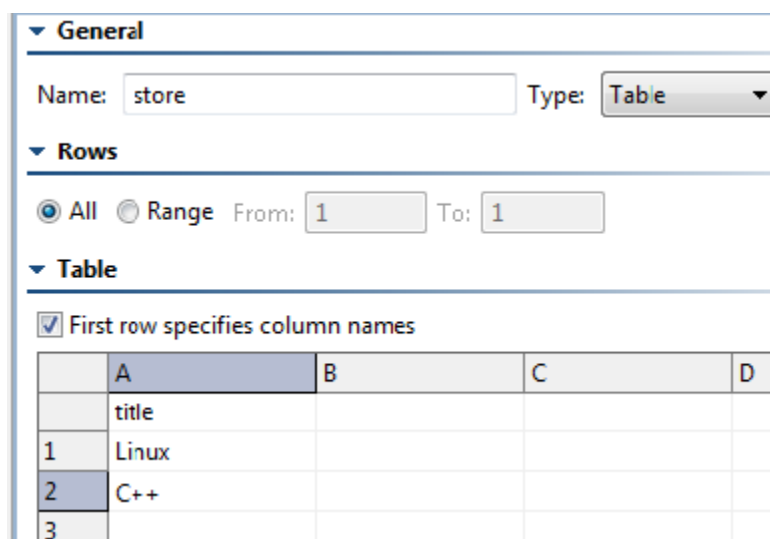 General
Name: store Type: Table
Rows
All Range From: 1 To: 1
Table
First row specifies column names
A B C D
title
1 Linux
2 C++
3